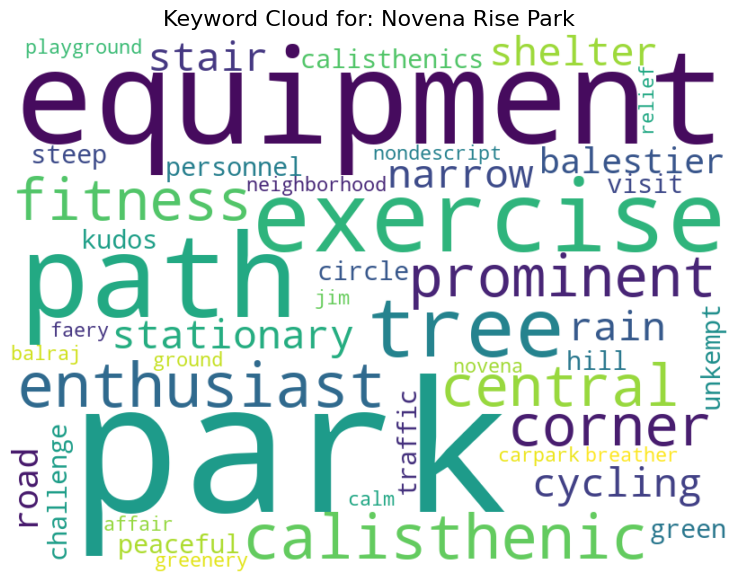 Keyword Cloud for: Novena Rise Park
playground
stair
calisthenics
shelter
equipment
relief
steep
personnel
nondescript
narrow
balestier
neighborhood
visit
fitness
exercise
kudos
path
circle
prominent
jim
faery
stationary
tree
rain
balraj
ground
novena
hill
unkempt
enthusiast
central
park
traffic
corner
road
challenge
carpark
breather
cycling
calm
affair
peaceful
calisthenic
green
greenery